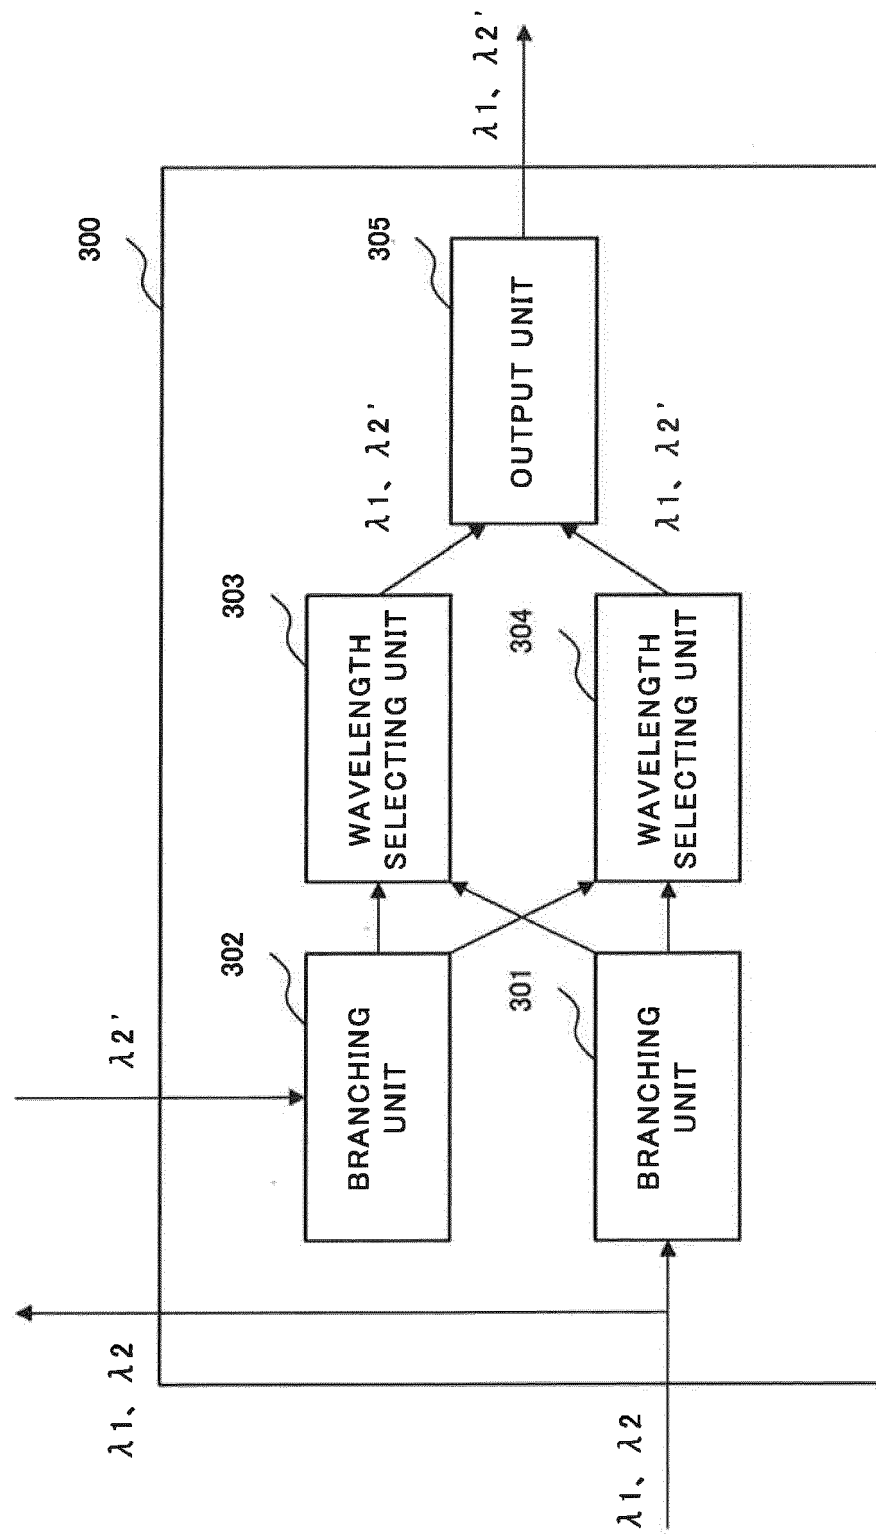 300
λ1、λ2
λ2'
302
303
305
BRANCHING
UNIT
WAVELENGTH
SELECTING UNIT
λ1、λ2'
λ1、λ2'
OUTPUT UNIT
301
304
λ1、λ2
BRANCHING
UNIT
WAVELENGTH
SELECTING UNIT
λ1、λ2'